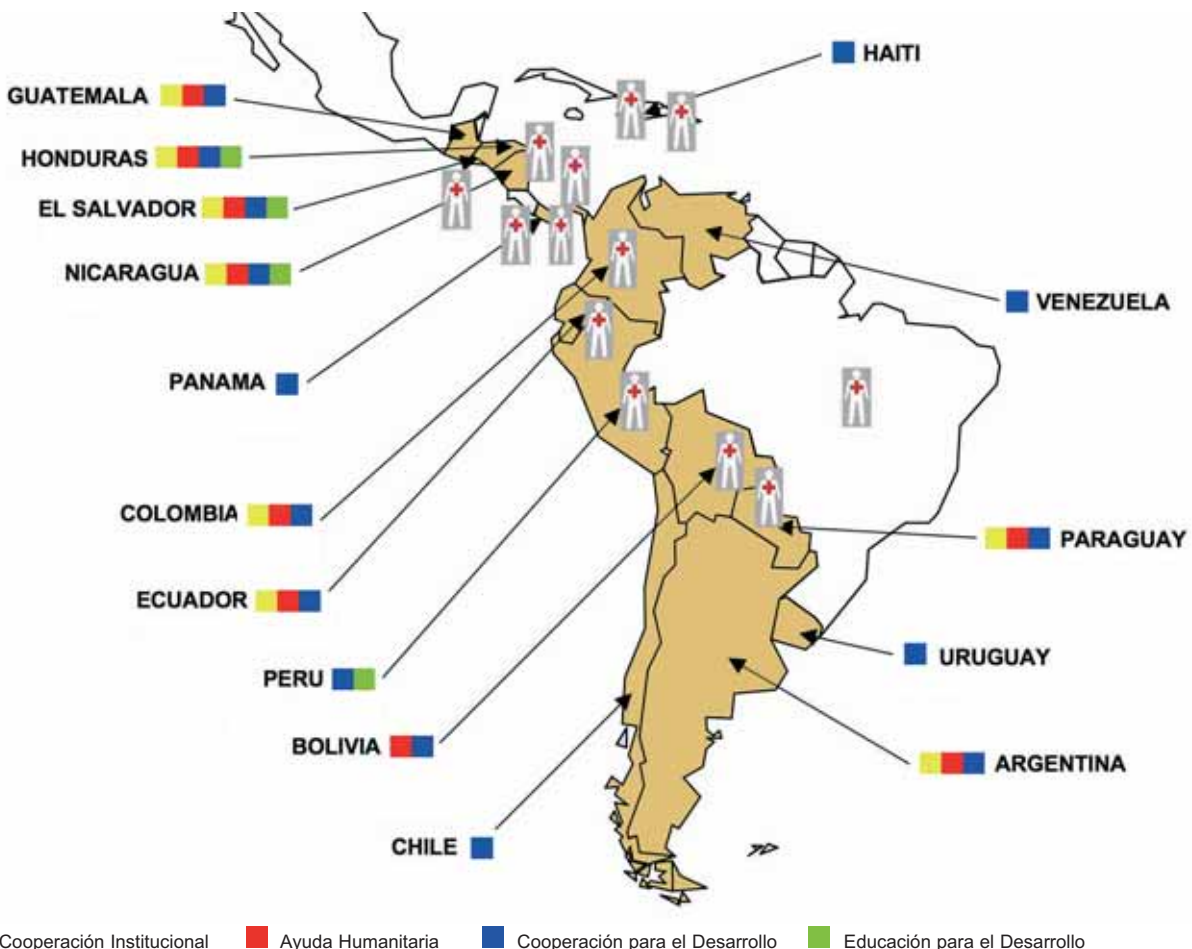 HAITI
GUATEMALA
HONDURAS
EL SALVADOR
NICARAGUA
VENEZUELA
PANAMA
COLOMBIA
PARAGUAY
ECUADOR
URUGUAY
PERU
BOLIVIA
ARGENTINA
CHILE
Cooperación Institucional
Ayuda Humanitaria
Cooperación para el Desarrollo
Educación para el Desarrollo